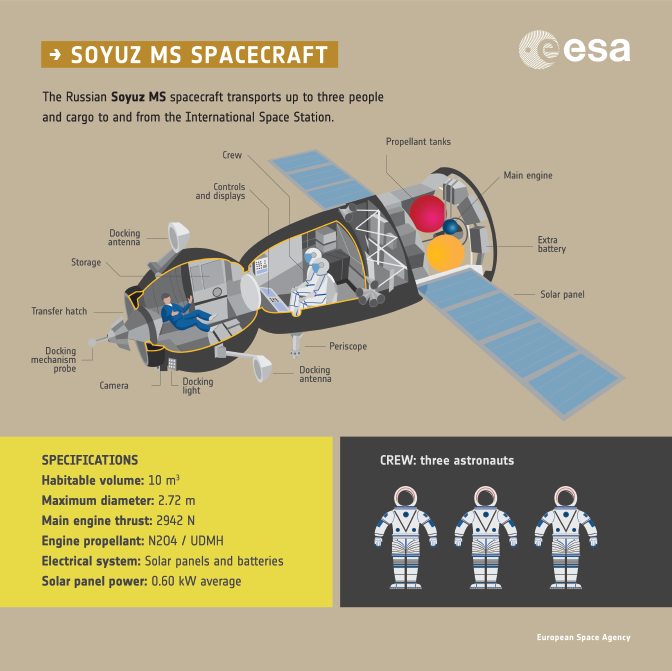 → SOYUZ MS SPACECRAFT
esa
The Russian Soyuz MS spacecraft transports up to three people
and cargo to and from the International Space Station.
Propellant tanks
Crew
Main engine
Controls
and displays
Docking
antenna
Extra
battery
Storage
Solar panel
Transfer hatch
Periscope
Docking
mechanism
probe
Camera
Docking
light
Docking
antenna
SPECIFICATIONS
Habitable volume: 10 m³
Maximum diameter: 2.72 m
Main engine thrust: 2942 N
Engine propellant: N2O4 / UDMH
Electrical system: Solar panels and batteries
Solar panel power: 0.60 kW average
CREW: three astronauts
European Space Agency